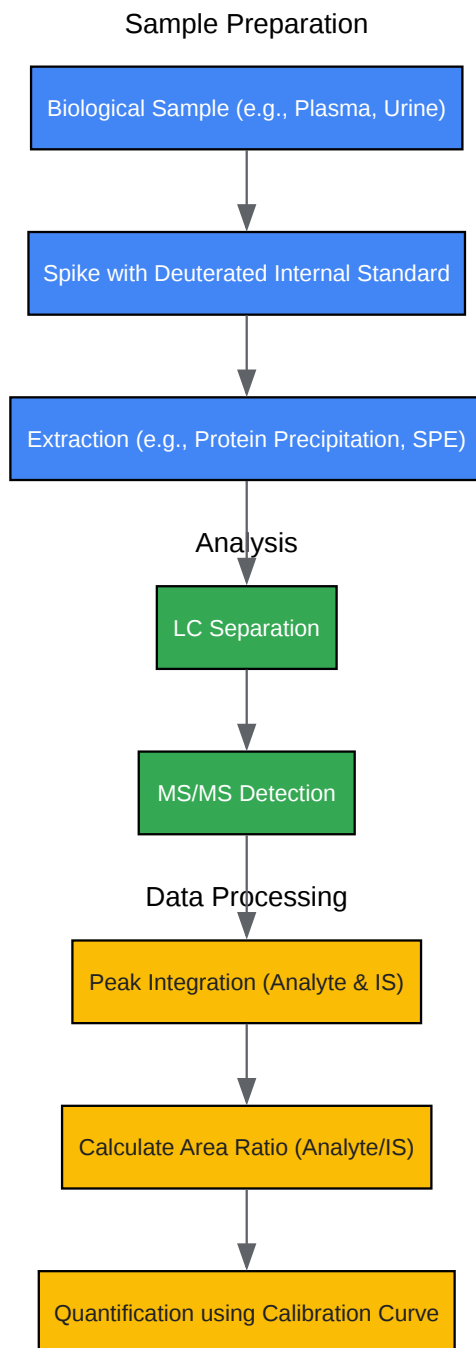 Sample Preparation
Biological Sample (e.g., Plasma, Urine)
Spike with Deuterated Internal Standard
Extraction (e.g., Protein Precipitation, SPE)
Analysis
LC Separation
MS/MS Detection
Data Processing
Peak Integration (Analyte & IS)
Calculate Area Ratio (Analyte/IS)
Quantification using Calibration Curve